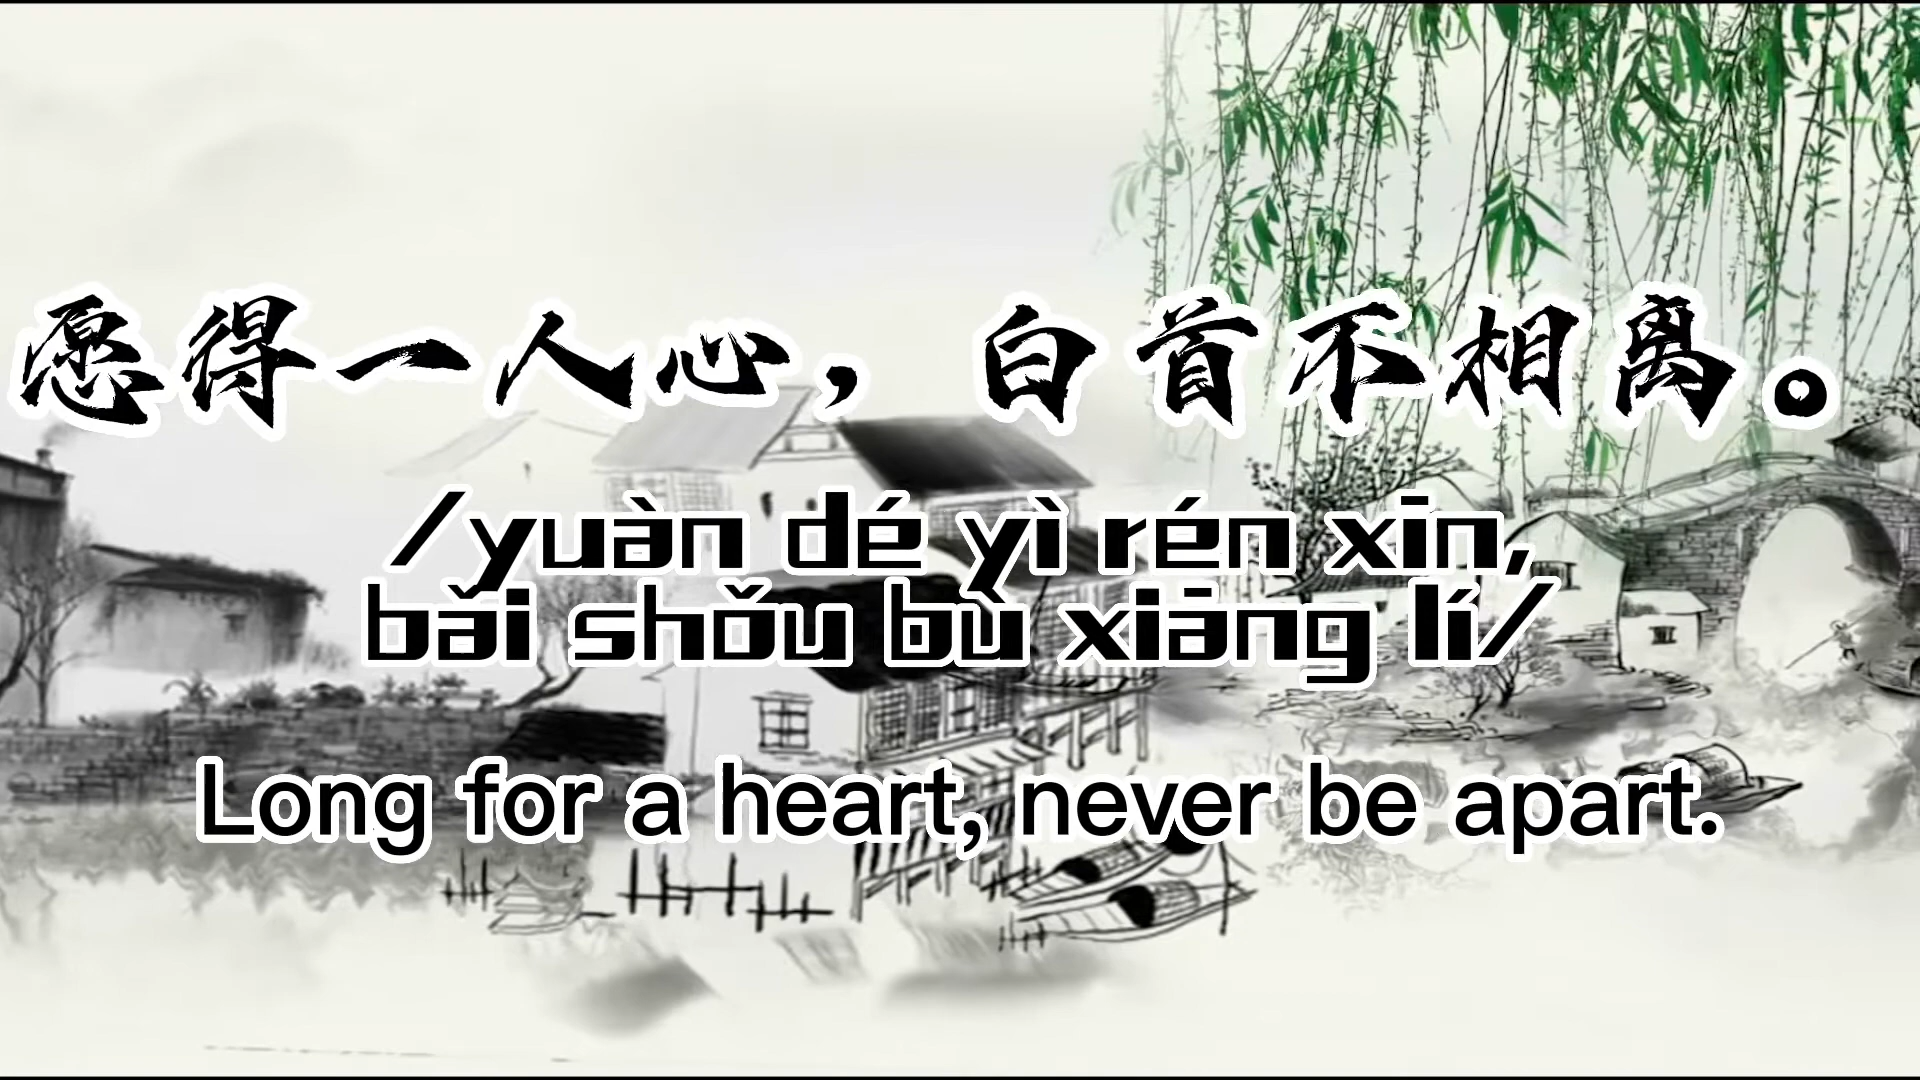 愿得一人心，白首不相离。
/yuàn dé yì rén xīn,
bǎi shǒu bù xiāng lí/
Long for a heart, never be apart.